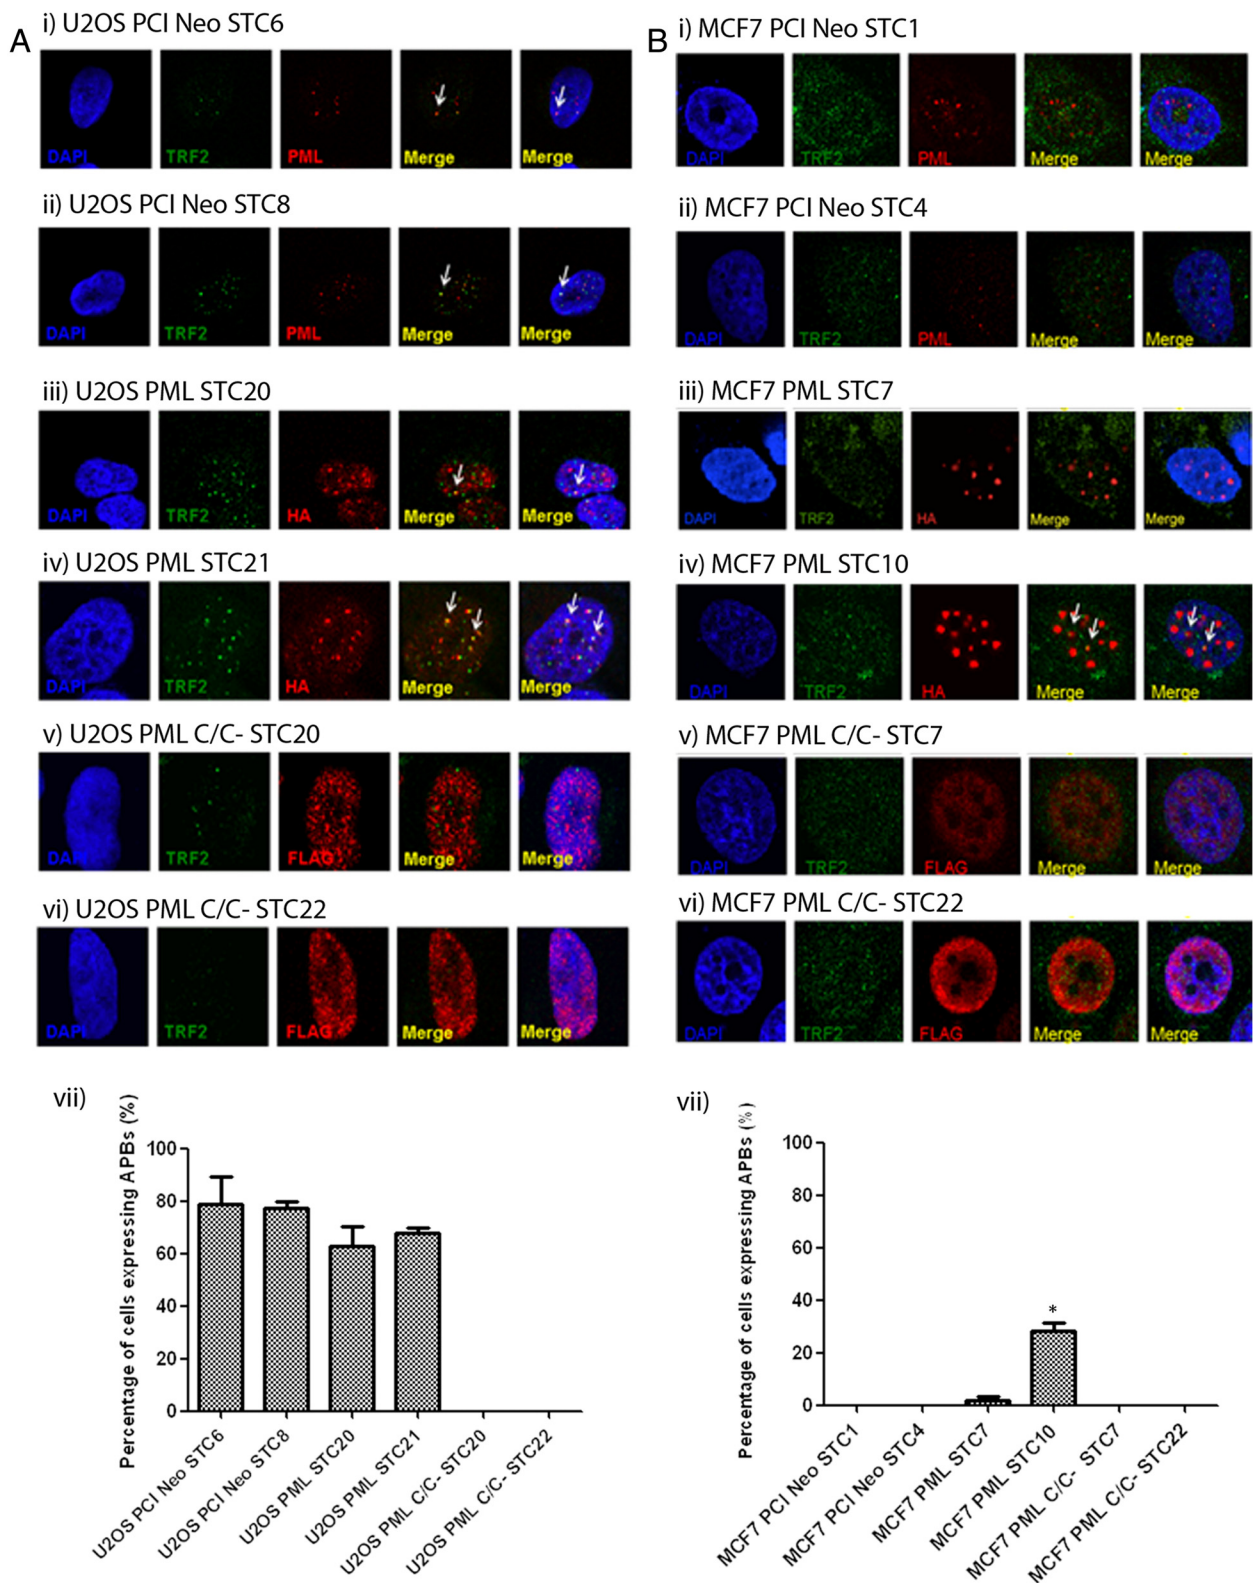 A
i) U2OS PCI Neo STC6
DAPI TRF2 PML Merge Merge
ii) U2OS PCI Neo STC8
DAPI TRF2 PML Merge Merge
iii) U2OS PML STC20
DAPI TRF2 HA Merge Merge
iv) U2OS PML STC21
DAPI TRF2 HA Merge Merge
v) U2OS PML C/C- STC20
DAPI TRF2 FLAG Merge Merge
vi) U2OS PML C/C- STC22
DAPI TRF2 FLAG Merge Merge
vii)
Percentage of cells expressing APBs (%)
100
80
60
40
20
0
U2OS PCI Neo STC6
U2OS PCI Neo STC8
U2OS PML STC20
U2OS PML STC21
U2OS PML C/C- STC20
U2OS PML C/C- STC22
B
i) MCF7 PCI Neo STC1
DAPI TRF2 PML Merge Merge
ii) MCF7 PCI Neo STC4
DAPI TRF2 PML Merge Merge
iii) MCF7 PML STC7
DAPI TRF2 HA Merge Merge
iv) MCF7 PML STC10
DAPI TRF2 HA Merge Merge
v) MCF7 PML C/C- STC7
DAPI TRF2 FLAG Merge Merge
vi) MCF7 PML C/C- STC22
DAPI TRF2 FLAG Merge Merge
vii)
Percentage of cells expressing APBs (%)
100
80
60
40
20
0
*
MCF7 PCI Neo STC1
MCF7 PCI Neo STC4
MCF7 PML STC7
MCF7 PML STC10
MCF7 PML C/C- STC7
MCF7 PML C/C- STC22